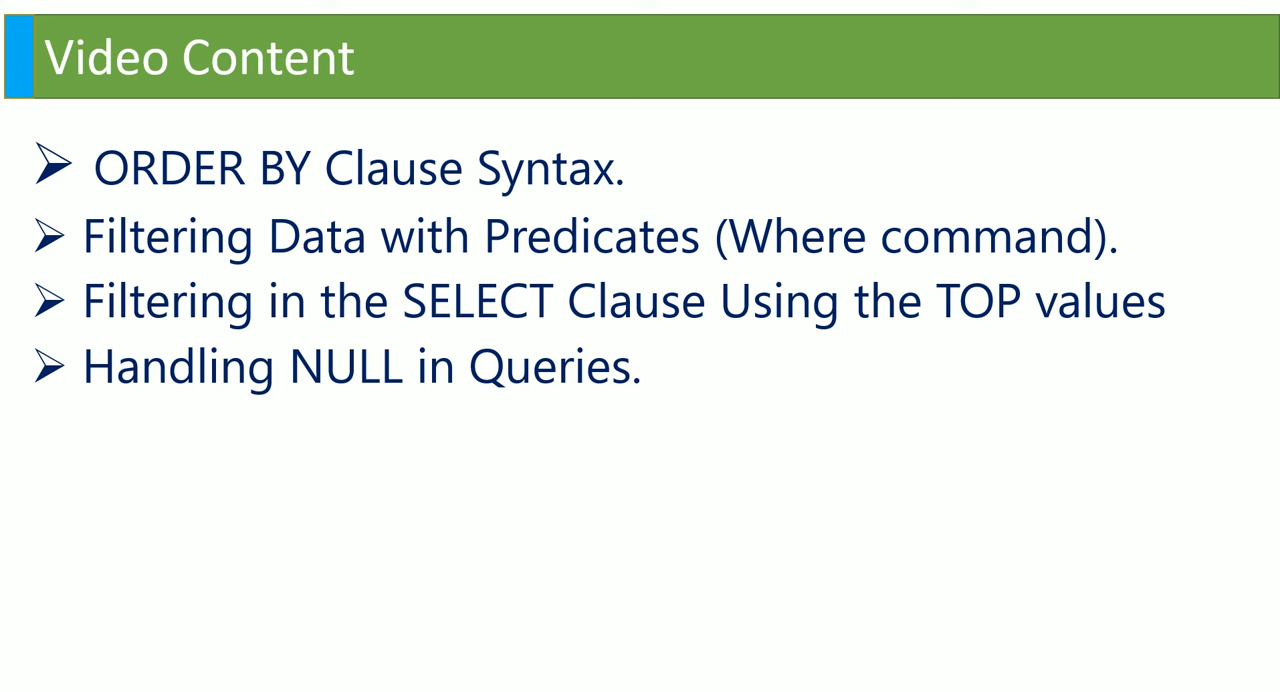 Video Content
➢ ORDER BY Clause Syntax.
➢ Filtering Data with Predicates (Where command).
➢ Filtering in the SELECT Clause Using the TOP values
➢ Handling NULL in Queries.